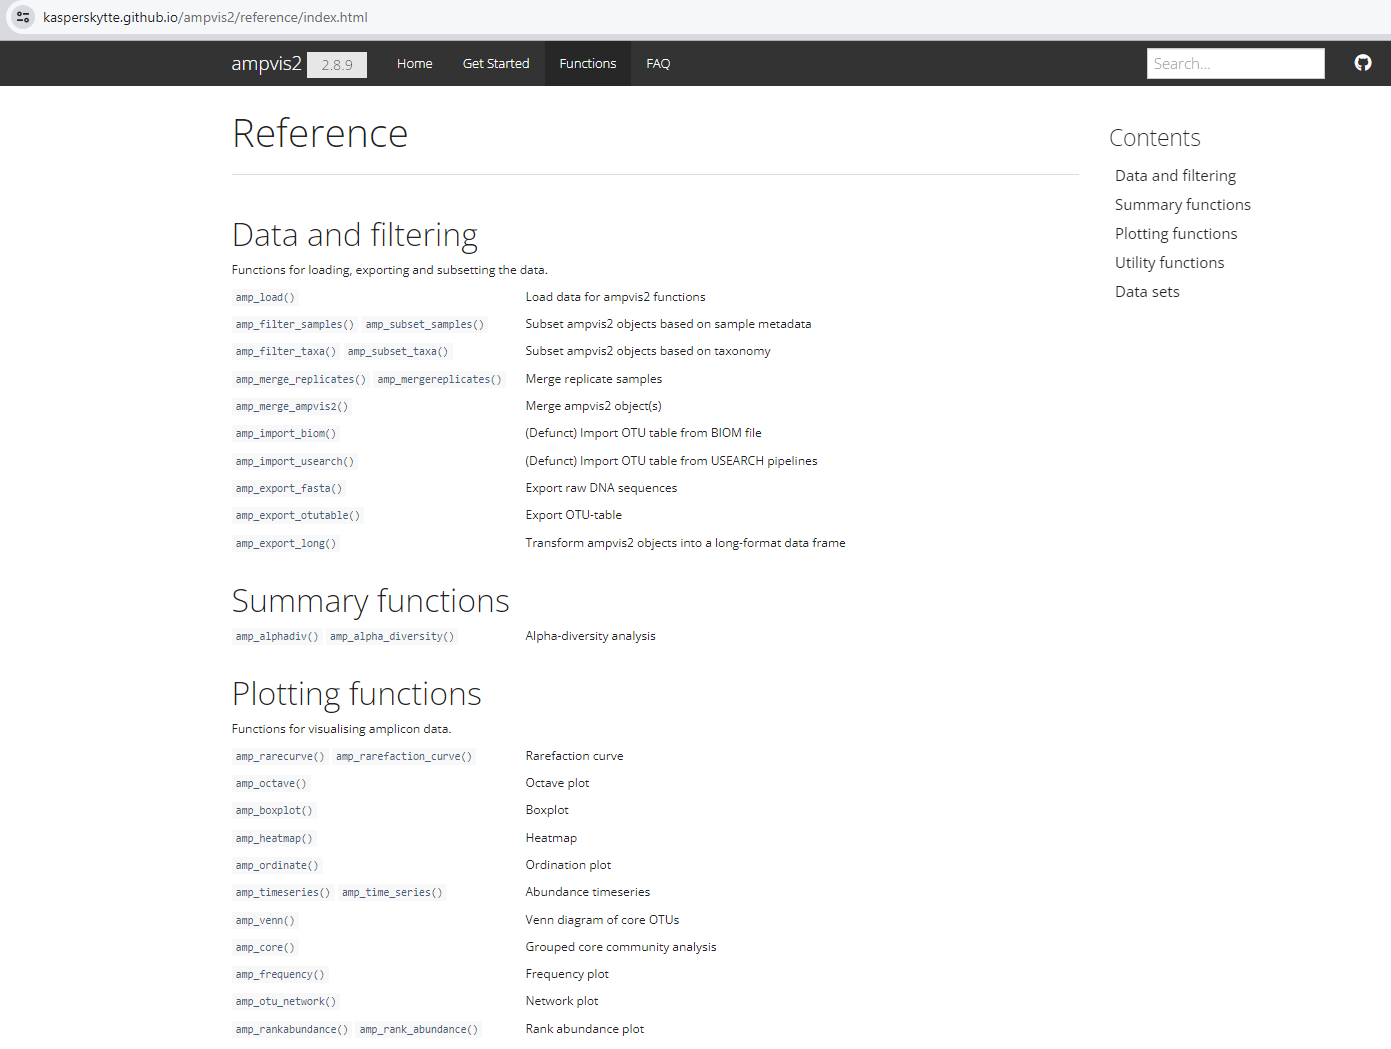 kasperskytte.github.io/ampvis2/reference/index.html
ampvis2 2.8.9 Home Get Started Functions FAQ Search...
Reference
Contents
Data and filtering
Summary functions
Plotting functions
Utility functions
Data sets
Data and filtering
Functions for loading, exporting and subsetting the data.
amp_load() Load data for ampvis2 functions
amp_filter_samples() amp_subset_samples() Subset ampvis2 objects based on sample metadata
amp_filter_taxa() amp_subset_taxa() Subset ampvis2 objects based on taxonomy
amp_merge_replicates() amp_mergereplicates() Merge replicate samples
amp_merge_ampvis2() Merge ampvis2 object(s)
amp_import_biom() (Defunct) Import OTU table from BIOM file
amp_import_usearch() (Defunct) Import OTU table from USEARCH pipelines
amp_export_fasta() Export raw DNA sequences
amp_export_otutable() Export OTU-table
amp_export_long() Transform ampvis2 objects into a long-format data frame
Summary functions
amp_alphadiv() amp_alpha_diversity() Alpha-diversity analysis
Plotting functions
Functions for visualising amplicon data.
amp_rarecurve() amp_rarefaction_curve() Rarefaction curve
amp_octave() Octave plot
amp_boxplot() Boxplot
amp_heatmap() Heatmap
amp_ordinate() Ordination plot
amp_timeseries() amp_time_series() Abundance timeseries
amp_venn() Venn diagram of core OTUs
amp_core() Grouped core community analysis
amp_frequency() Frequency plot
amp_otu_network() Network plot
amp_rankabundance() amp_rank_abundance() Rank abundance plot